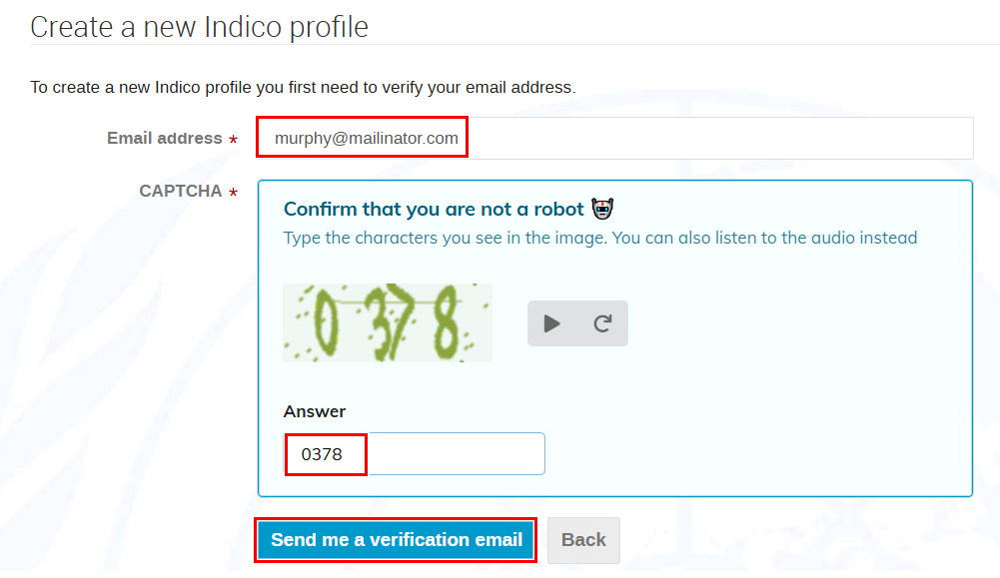 Create a new Indico profile
To create a new Indico profile you first need to verify your email address.
Email address *
murphy@mailinator.com
CAPTCHA *
Confirm that you are not a robot
Type the characters you see in the image. You can also listen to the audio instead
0378
Answer
0378
Send me a verification email
Back